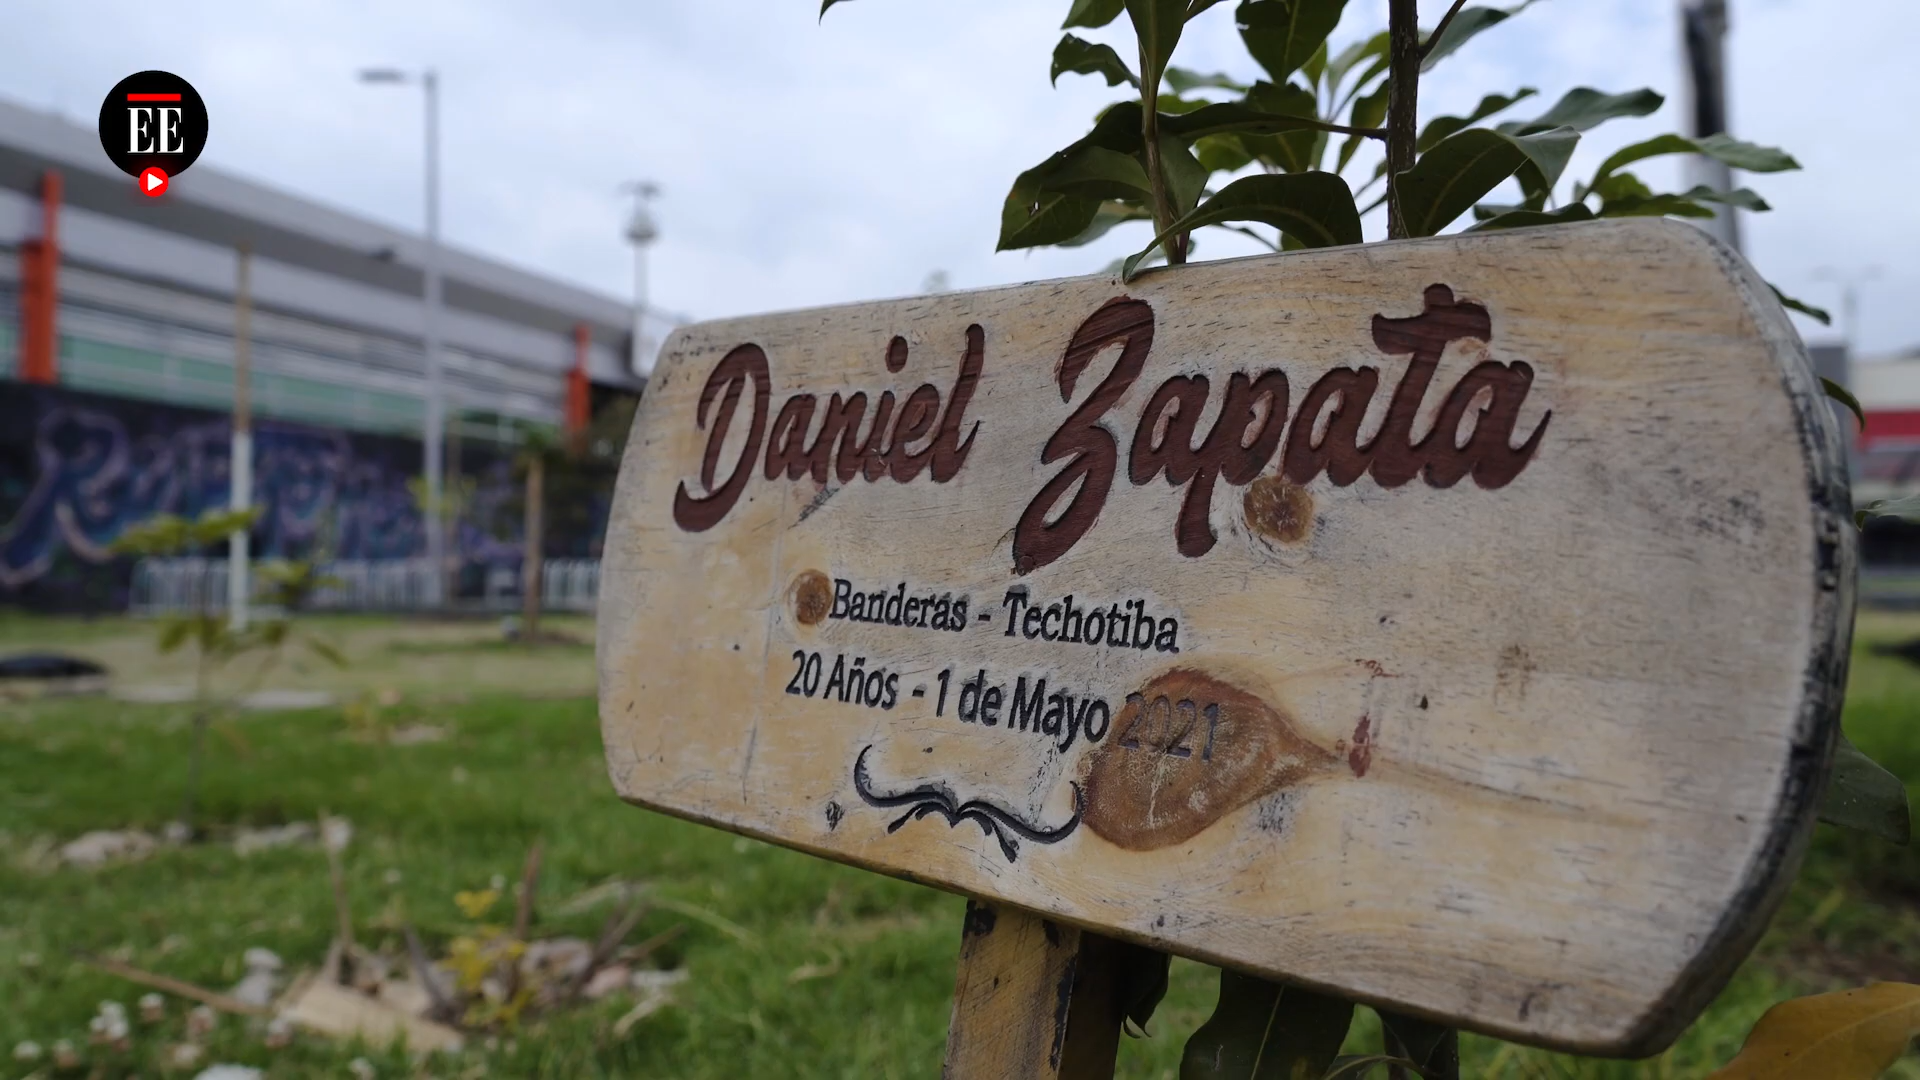 EE
Daniel Zapata
Banderas - Techotiba
20 Años - 1 de Mayo 2021